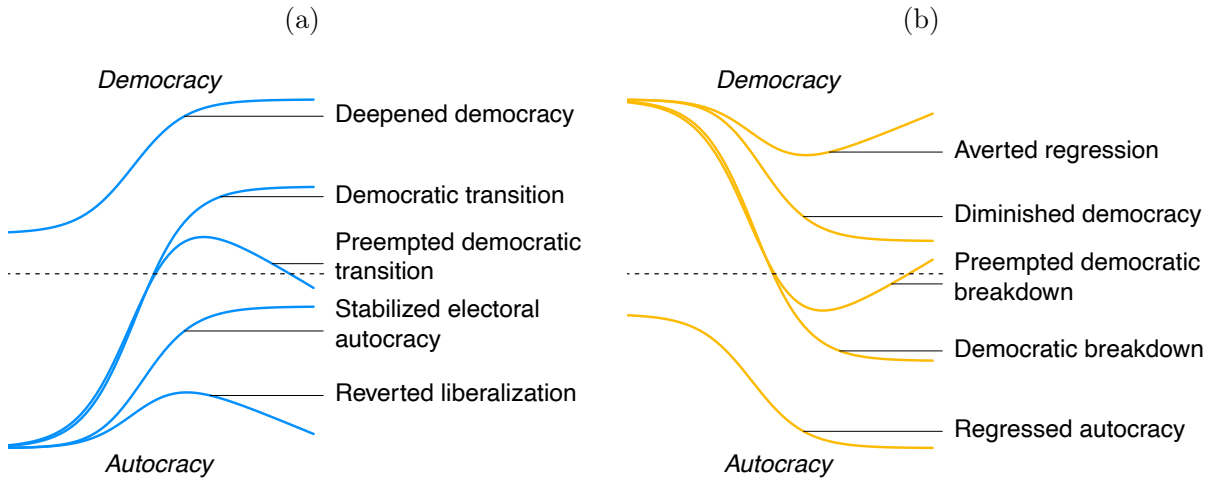 (a)
Democracy
Deepened democracy
Democratic transition
Preempted democratic
transition
Stabilized electoral
autocracy
Reverted liberalization
Autocracy
(b)
Democracy
Averted regression
Diminished democracy
Preempted democratic
breakdown
Democratic breakdown
Regressed autocracy
Autocracy